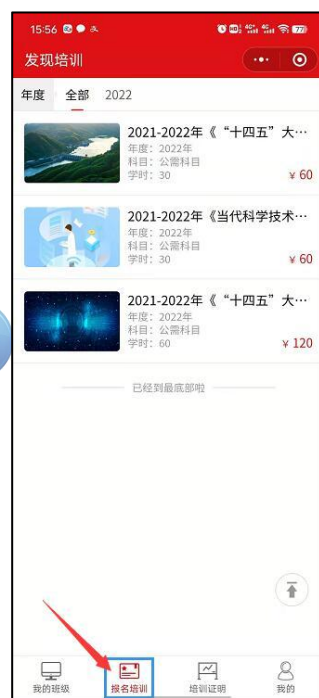 15:56
发现培训
年度 全部 2022
2021-2022年《“十四五”大…
年度：2022年
科目：公需科目
学时：30
¥ 60
2021-2022年《当代科学技术…
年度：2022年
科目：公需科目
学时：30
¥ 60
2021-2022年《“十四五”大…
年度：2022年
科目：公需科目
学时：60
¥ 120
已经到最底部啦
我的班级 报名培训 培训证明 我的